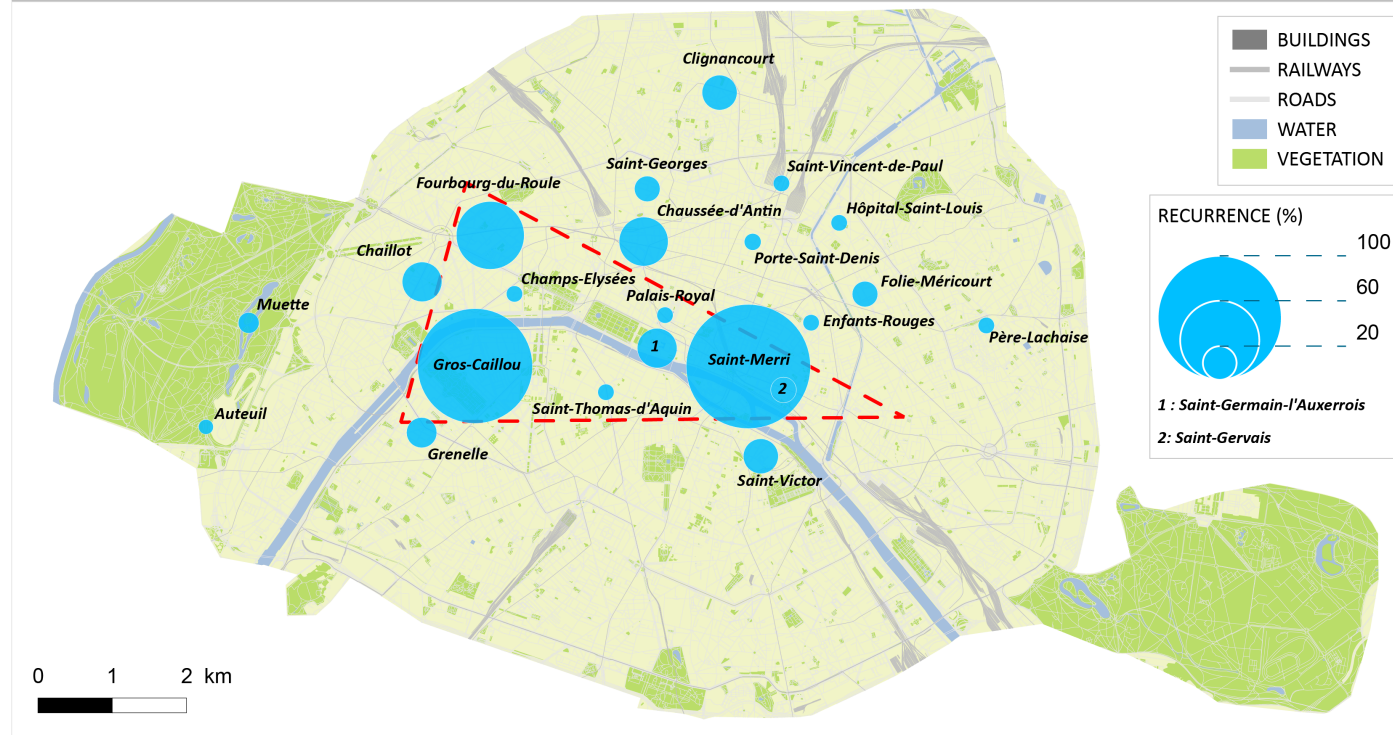 Clignancourt
Saint-Georges
Saint-Vincent-de-Paul
Fourbourg-du-Roule
Chaussée-d'Antin
Hôpital-Saint-Louis
Chaillot
Porte-Saint-Denis
Champs-Elysées
Folie-Méricourt
Palais-Royal
Muette
Enfants-Rouges
Père-Lachaise
1
Saint-Merri
Gros-Caillou
2
Saint-Thomas-d'Aquin
Auteuil
Grenelle
Saint-Victor
BUILDINGS
RAILWAYS
ROADS
WATER
VEGETATION
RECURRENCE (%)
100
60
20
1 : Saint-Germain-l'Auxerrois
2: Saint-Gervais
0 1 2 km